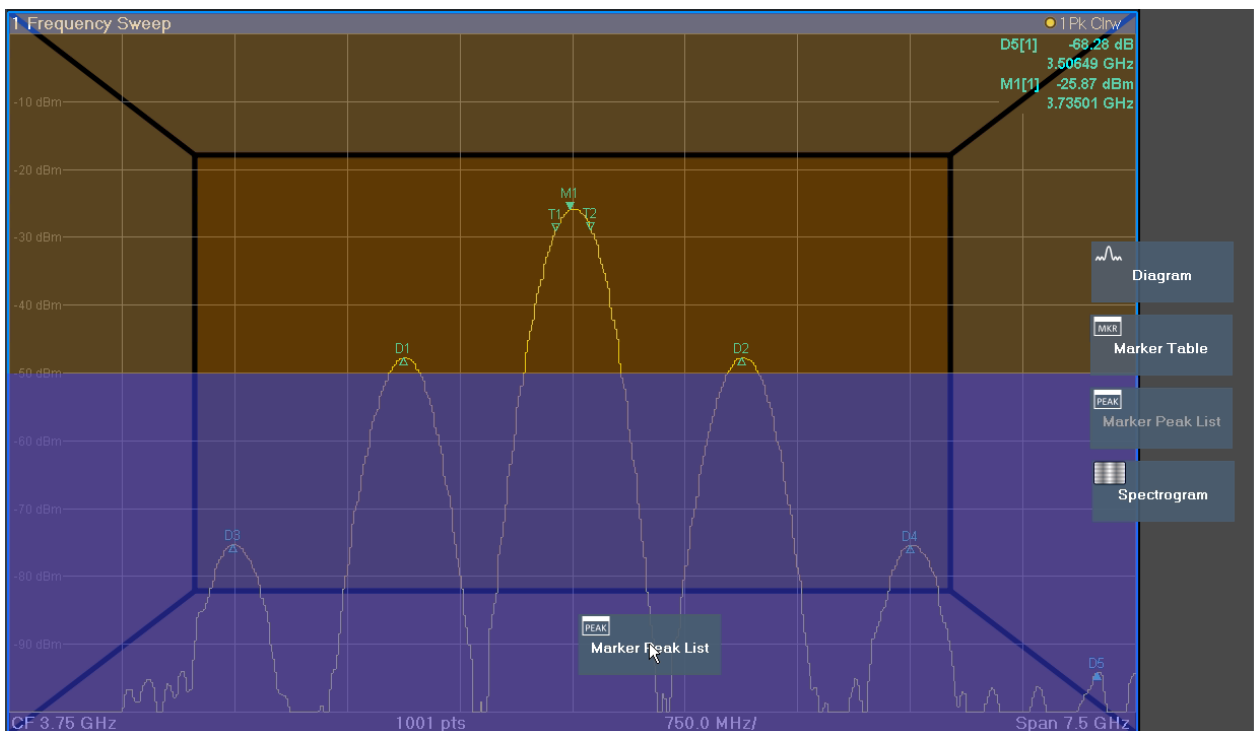 1 Frequency Sweep
1Pk Clrw
D5[1] -68.28 dB
3.50649 GHz
M1[1] -25.87 dBm
3.73501 GHz
-10 dBm
-20 dBm
-30 dBm
-40 dBm
-50 dBm
-60 dBm
-70 dBm
-80 dBm
-90 dBm
M1
T1
T2
D1
D2
D3
D4
D5
Diagram
MKR
Marker Table
PEAK
Marker Peak List
Spectrogram
PEAK
Marker Peak List
CF 3.75 GHz
1001 pts
750.0 MHz/
Span 7.5 GHz